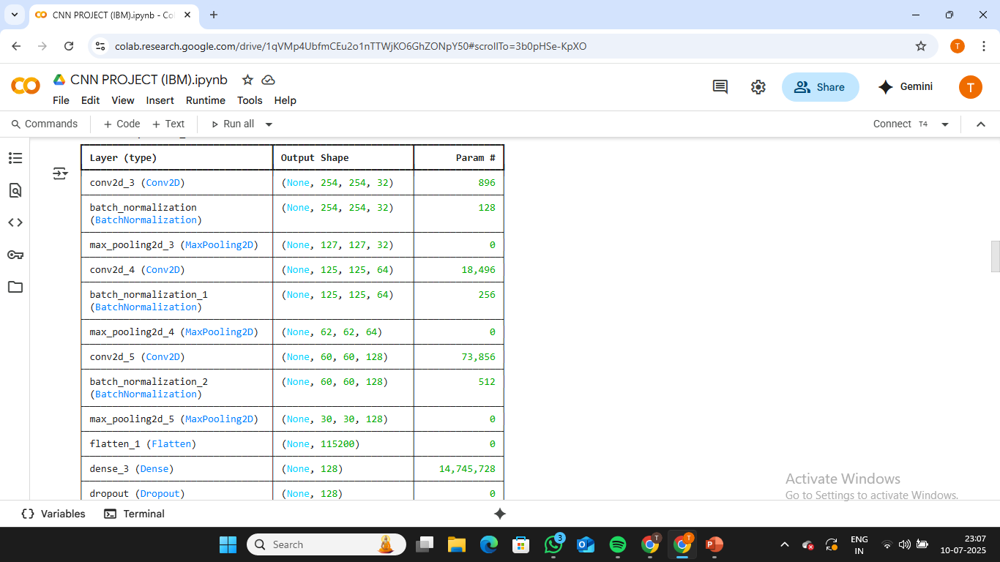 CNN PROJECT (IBM).ipynb - Co
colab.research.google.com/drive/1qVMp4UbfmCEu2o1nTTWjKO6GhZONpY50#scrollTo=3b0pHSe-KpXO
T
CNN PROJECT (IBM).ipynb
File Edit View Insert Runtime Tools Help
Share
Gemini
T
Commands + Code + Text Run all
Connect T4
Layer (type) Output Shape Param #
conv2d_3 (Conv2D) (None, 254, 254, 32) 896
batch_normalization (None, 254, 254, 32) 128
(BatchNormalization)
max_pooling2d_3 (MaxPooling2D) (None, 127, 127, 32) 0
conv2d_4 (Conv2D) (None, 125, 125, 64) 18,496
batch_normalization_1 (None, 125, 125, 64) 256
(BatchNormalization)
max_pooling2d_4 (MaxPooling2D) (None, 62, 62, 64) 0
conv2d_5 (Conv2D) (None, 60, 60, 128) 73,856
batch_normalization_2 (None, 60, 60, 128) 512
(BatchNormalization)
max_pooling2d_5 (MaxPooling2D) (None, 30, 30, 128) 0
flatten_1 (Flatten) (None, 115200) 0
dense_3 (Dense) (None, 128) 14,745,728
dropout (Dropout) (None, 128) 0
Activate Windows
Go to Settings to activate Windows.
{} Variables Terminal
Search
3
T
T
ENG
IN
23:07
10-07-2025